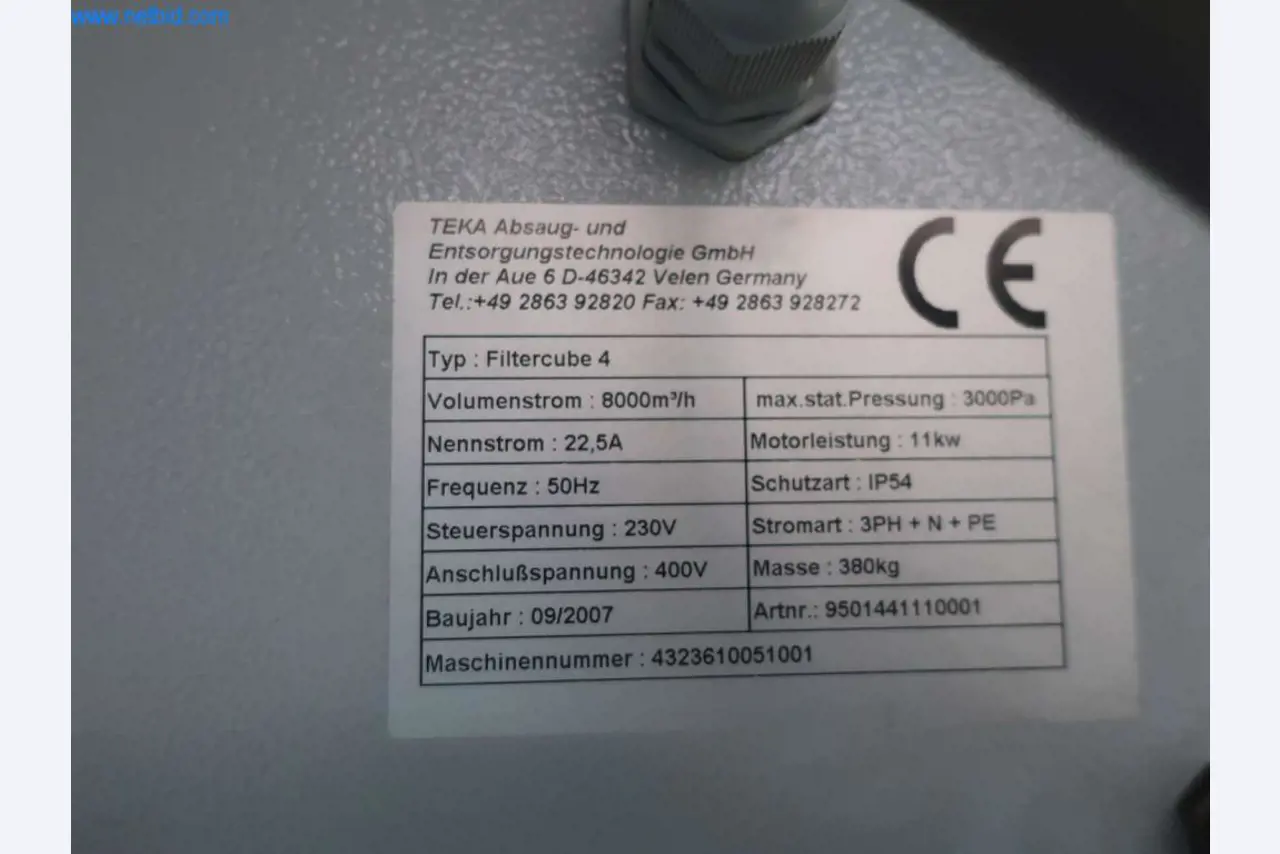 www.netbid.com
TEKA Absaug- und
Entsorgungstechnologie GmbH
In der Aue 6 D-46342 Velen Germany
Tel.:+49 2863 92820 Fax: +49 2863 928272
CE
Typ : Filtercube 4
Volumenstrom : 8000m³/h max.stat.Pressung : 3000Pa
Nennstrom : 22,5A Motorleistung : 11kw
Frequenz : 50Hz Schutzart : IP54
Steuerspannung : 230V Stromart : 3PH + N + PE
Anschlußspannung : 400V Masse : 380kg
Baujahr : 09/2007 Artnr.: 9501441110001
Maschinennummer : 4323610051001